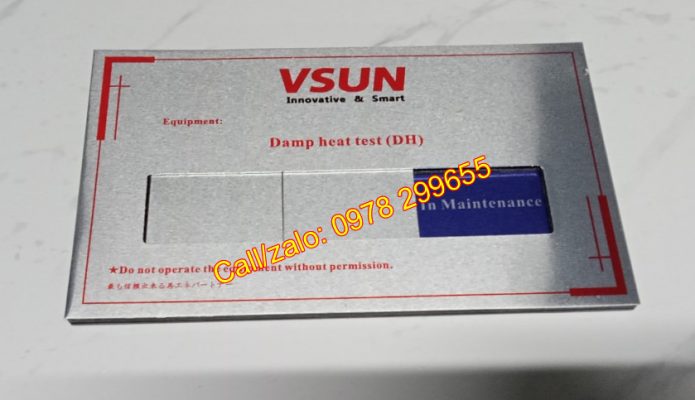 VSUN
Innovative & Smart
Equipment:
Damp heat test (DH)
In Maintenance
Call/zalo: 0978 299655
★Do not operate the equipment without permission.